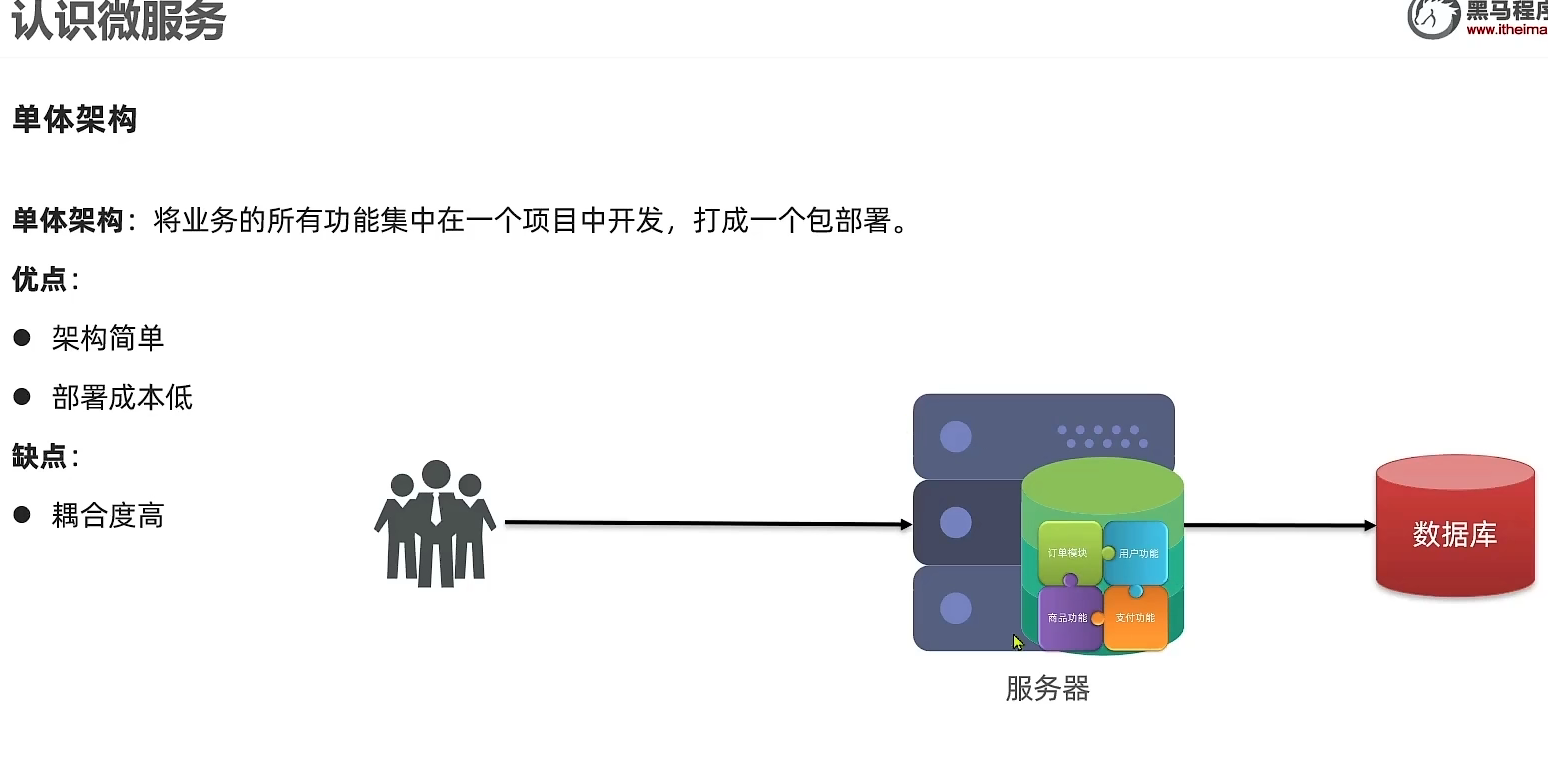 认识微服务
黑马程序
www.itheima
单体架构
单体架构：将业务的所有功能集中在一个项目中开发，打成一个包部署。
优点：
● 架构简单
● 部署成本低
缺点：
● 耦合度高
订单模块
用户功能
商品功能
支付功能
数据库
服务器